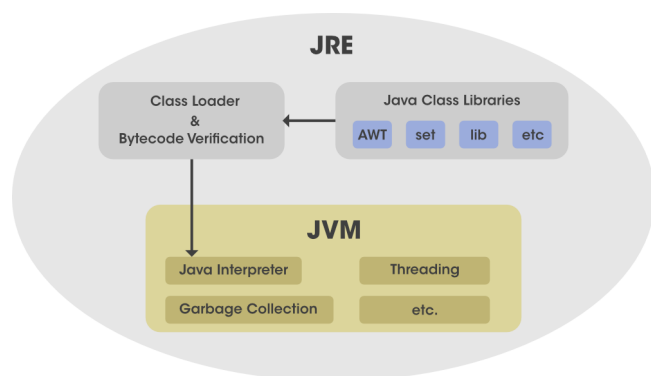 JRE
Class Loader
&
Bytecode Verification
Java Class Libraries
AWT set lib etc
JVM
Java Interpreter
Threading
Garbage Collection
etc.